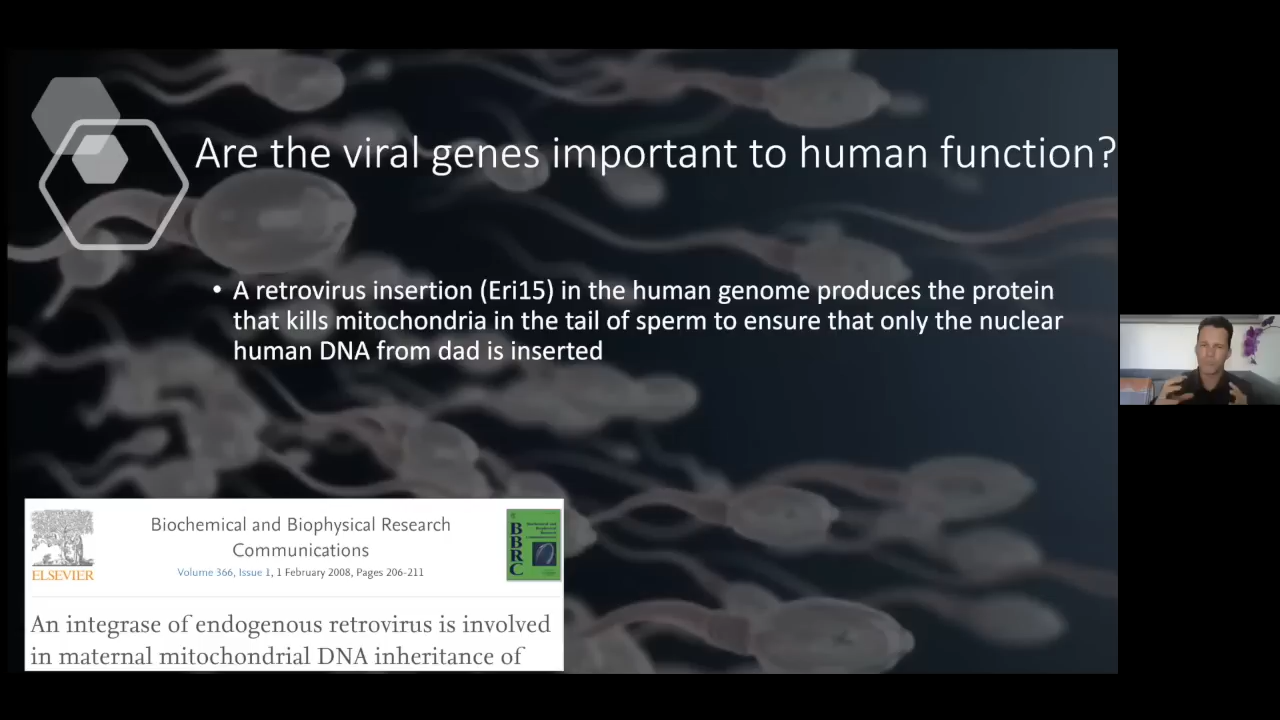 Are the viral genes important to human function?
• A retrovirus insertion (Eri15) in the human genome produces the protein
that kills mitochondria in the tail of sperm to ensure that only the nuclear
human DNA from dad is inserted
Biochemical and Biophysical Research
Communications
Volume 366, Issue 1, 1 February 2008, Pages 206-211
ELSEVIER
BBRC
An integrase of endogenous retrovirus is involved
in maternal mitochondrial DNA inheritance of